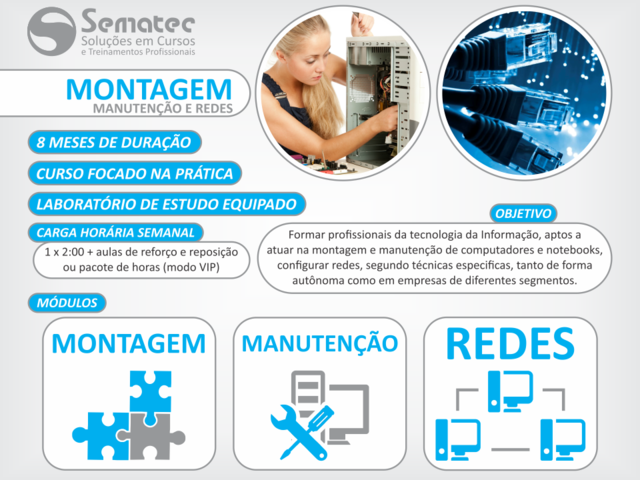 Sematec
Soluções em Cursos
e Treinamentos Profissionais
MONTAGEM
MANUTENÇÃO E REDES
8 MESES DE DURAÇÃO
CURSO FOCADO NA PRÁTICA
LABORATÓRIO DE ESTUDO EQUIPADO
CARGA HORÁRIA SEMANAL
1 x 2:00 + aulas de reforço e reposição
ou pacote de horas (modo VIP)
OBJETIVO
Formar profissionais da tecnologia da Informação, aptos a
atuar na montagem e manutenção de computadores e notebooks,
configurar redes, segundo técnicas especificas, tanto de forma
autônoma como em empresas de diferentes segmentos.
MÓDULOS
MONTAGEM
MANUTENÇÃO
REDES